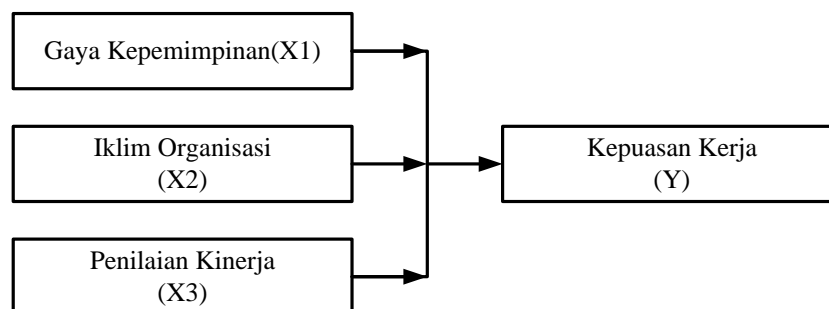 Gaya Kepemimpinan(X1)
Iklim Organisasi
(X2)
Kepuasan Kerja
(Y)
Penilaian Kinerja
(X3)